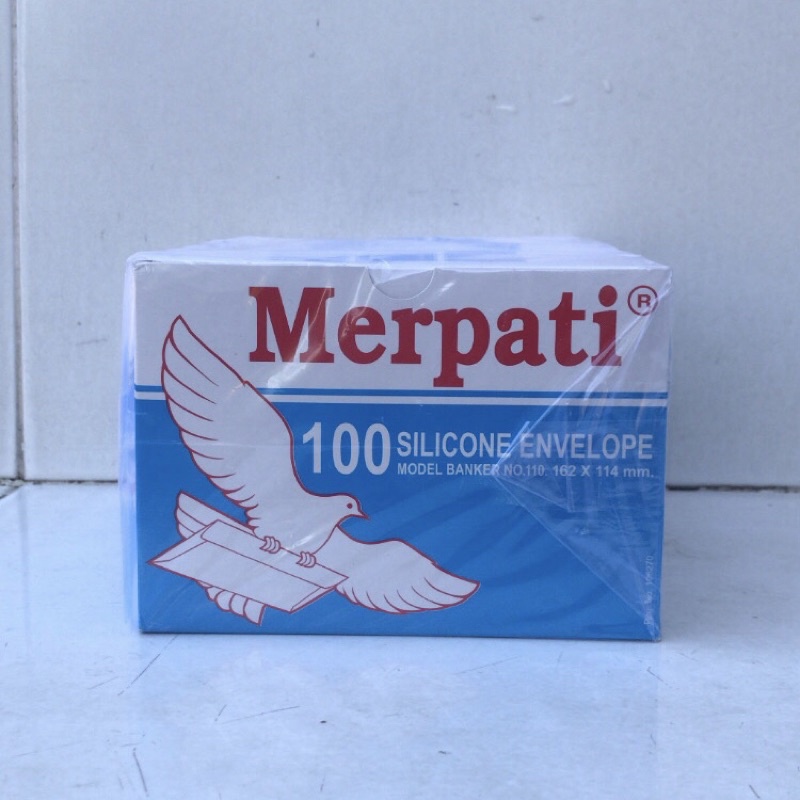 Merpati®
100 SILICONE ENVELOPE
MODEL BANKER NO.110. 162 X 114 mm.